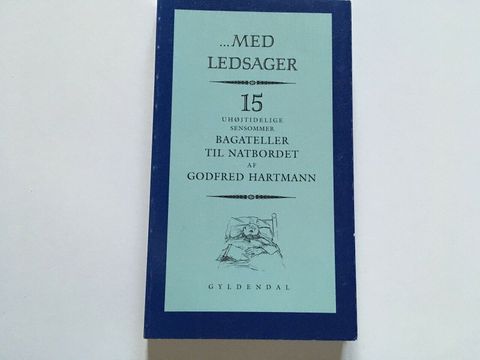 ...MED
LEDSAGER
15
UHØJTIDELIGE
SENSOMMER
BAGATELLER
TIL NATBORDET
AF
GODFRED HARTMANN
GYLDENDAL